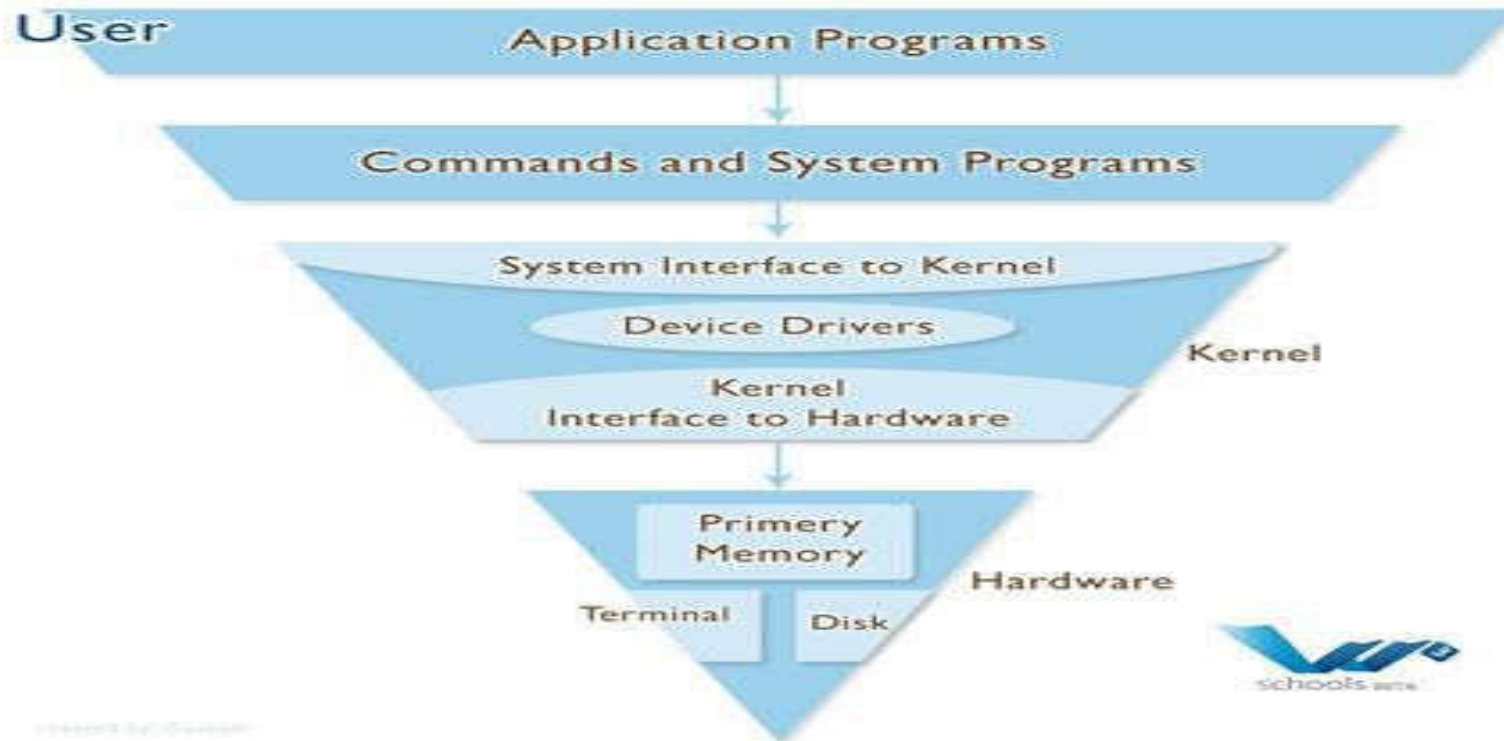 User
Application Programs
Commands and System Programs
System Interface to Kernel
Device Drivers
Kernel
Kernel
Interface to Hardware
Primery
Memory
Hardware
Terminal
Disk
schools